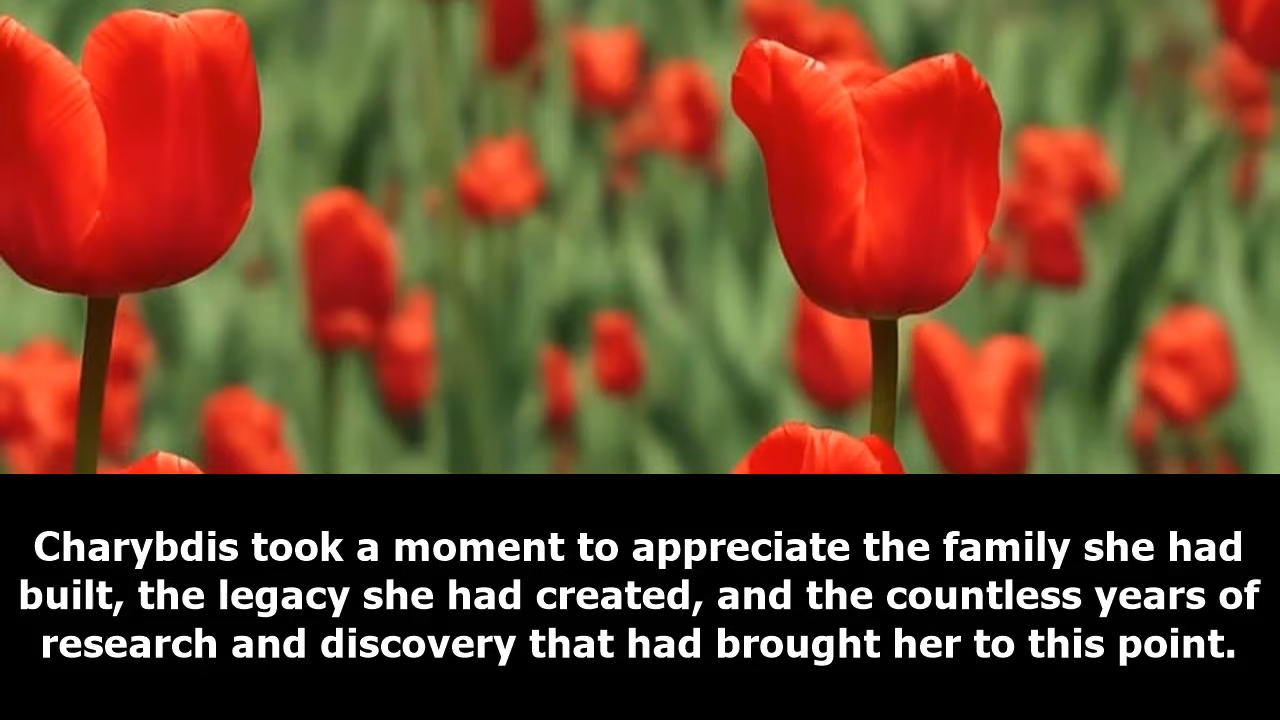 Charybdis took a moment to appreciate the family she had
built, the legacy she had created, and the countless years of
research and discovery that had brought her to this point.